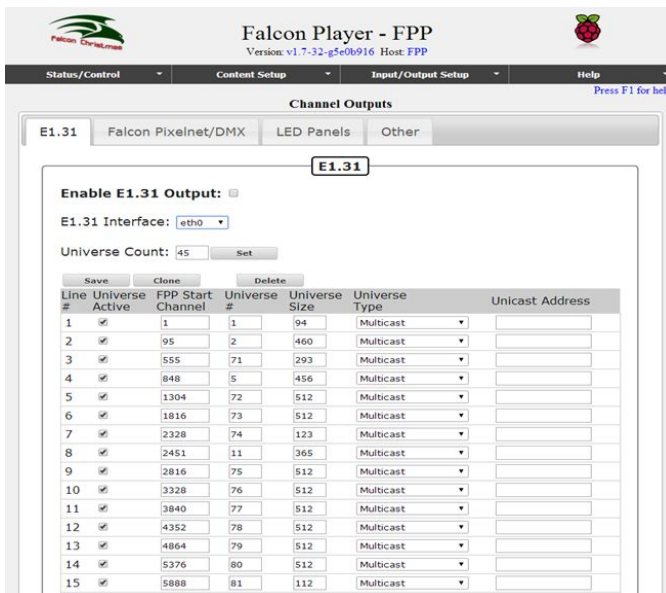 Falcon Christmas
Falcon Player - FPP
Version: v1.7-32-g5e0b916 Host: FPP
Status/Control Content Setup Input/Output Setup Help
Press F1 for hel
Channel Outputs
E1.31 Falcon Pixelnet/DMX LED Panels Other
E1.31
Enable E1.31 Output:
E1.31 Interface: eth0
Universe Count: 45 Set
Save Clone Delete
Line # Universe Active FPP Start Channel Universe # Universe Size Universe Type Unicast Address
1 1 1 94 Multicast
2 95 2 460 Multicast
3 555 71 293 Multicast
4 848 5 456 Multicast
5 1304 72 512 Multicast
6 1816 73 512 Multicast
7 2328 74 123 Multicast
8 2451 11 365 Multicast
9 2816 75 512 Multicast
10 3328 76 512 Multicast
11 3840 77 512 Multicast
12 4352 78 512 Multicast
13 4864 79 512 Multicast
14 5376 80 512 Multicast
15 5888 81 112 Multicast